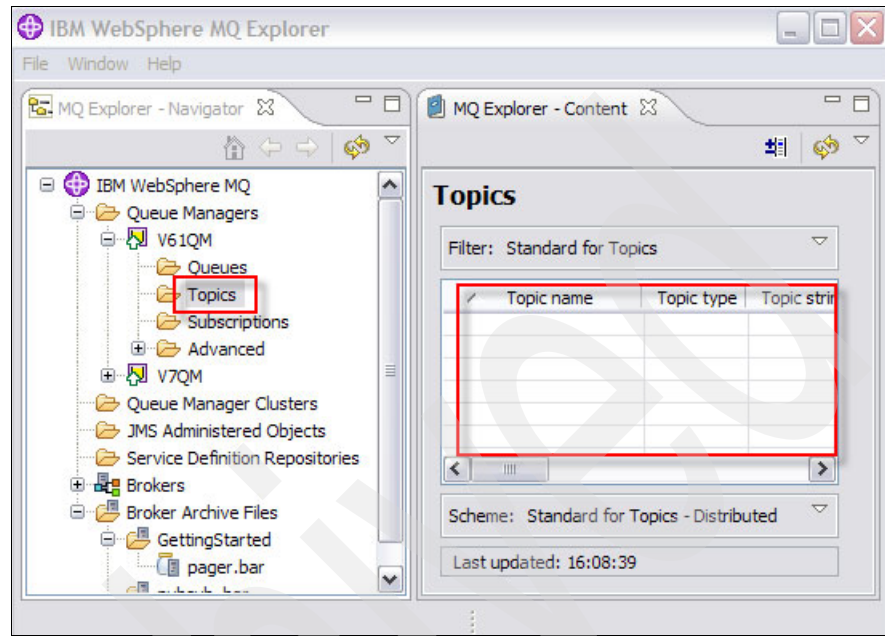 IBM WebSphere MQ Explorer
File Window Help
MQ Explorer - Navigator
IBM WebSphere MQ
Queue Managers
V61QM
Queues
Topics
Subscriptions
Advanced
V7QM
Queue Manager Clusters
JMS Administered Objects
Service Definition Repositories
Brokers
Broker Archive Files
GettingStarted
pager.bar
MQ Explorer - Content
Topics
Filter: Standard for Topics
Topic name Topic type Topic strin
Scheme: Standard for Topics - Distributed
Last updated: 16:08:39